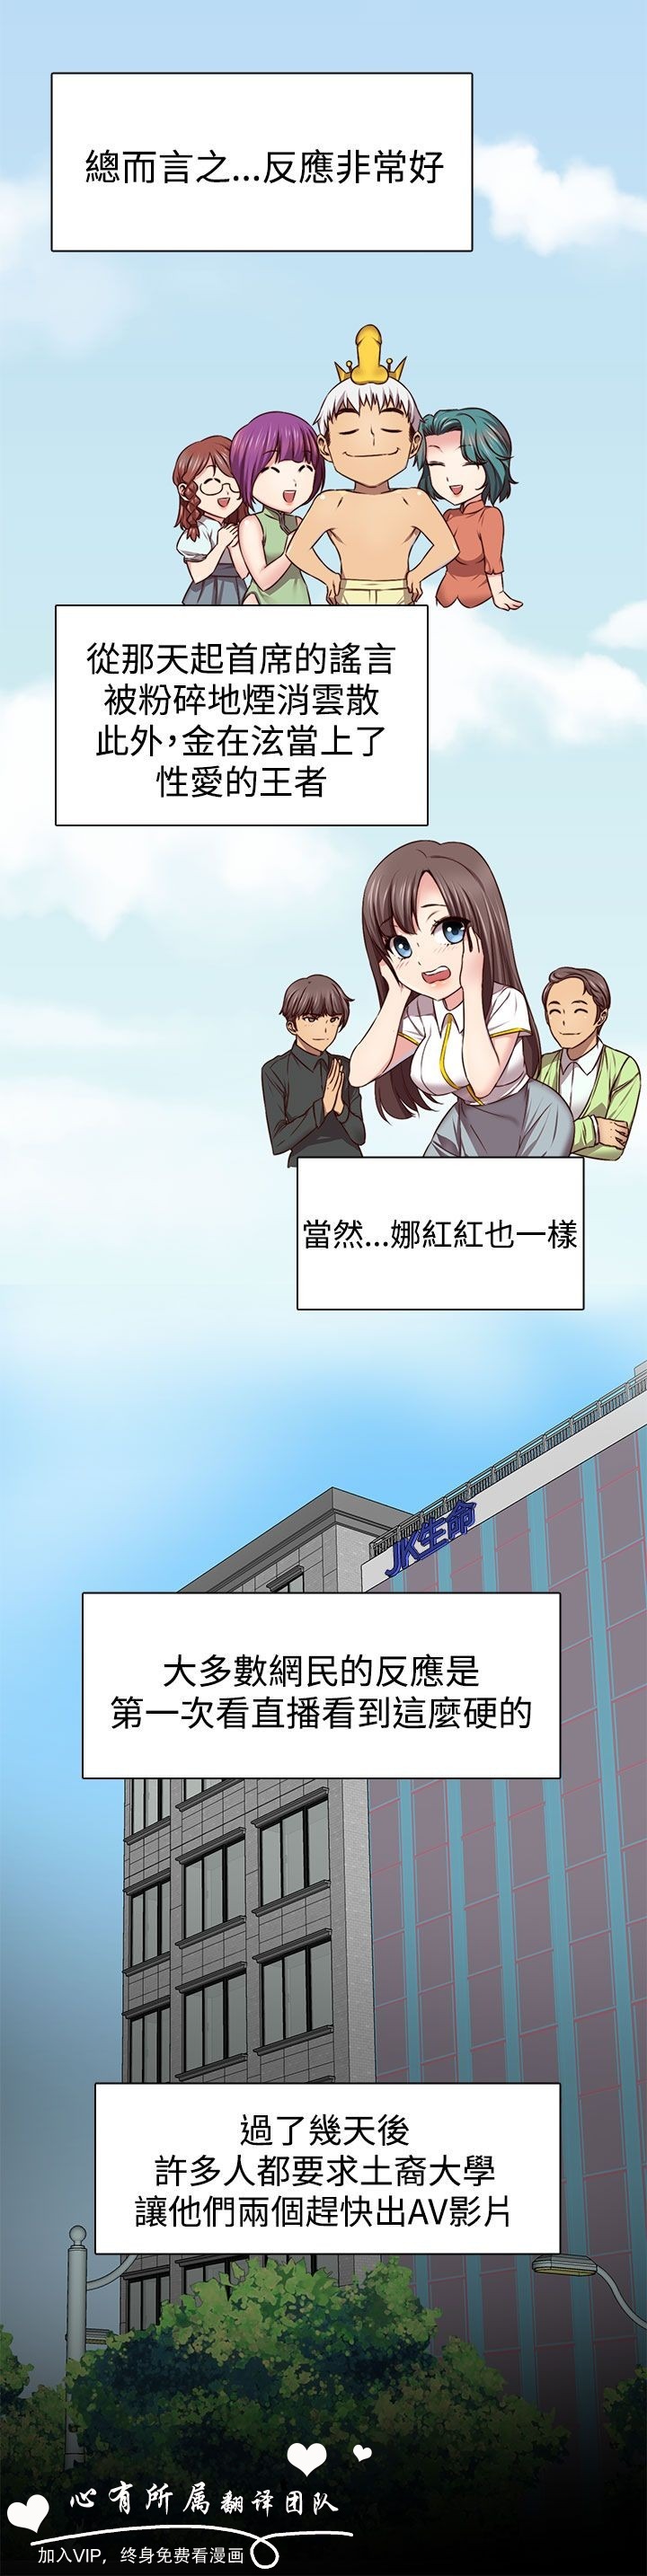 總而言之...反應非常好
從那天起首席的謠言
被粉碎地煙消雲散
此外，金在泫當上了
性愛的王者
當然...娜紅紅也一樣
JK生命
大多數網民的反應是
第一次看直播看到這麼硬的
過了幾天後
許多人都要求土裔大學
讓他們兩個趕快出AV影片
心有所属翻译团队
加入VIP，终身免费看漫画